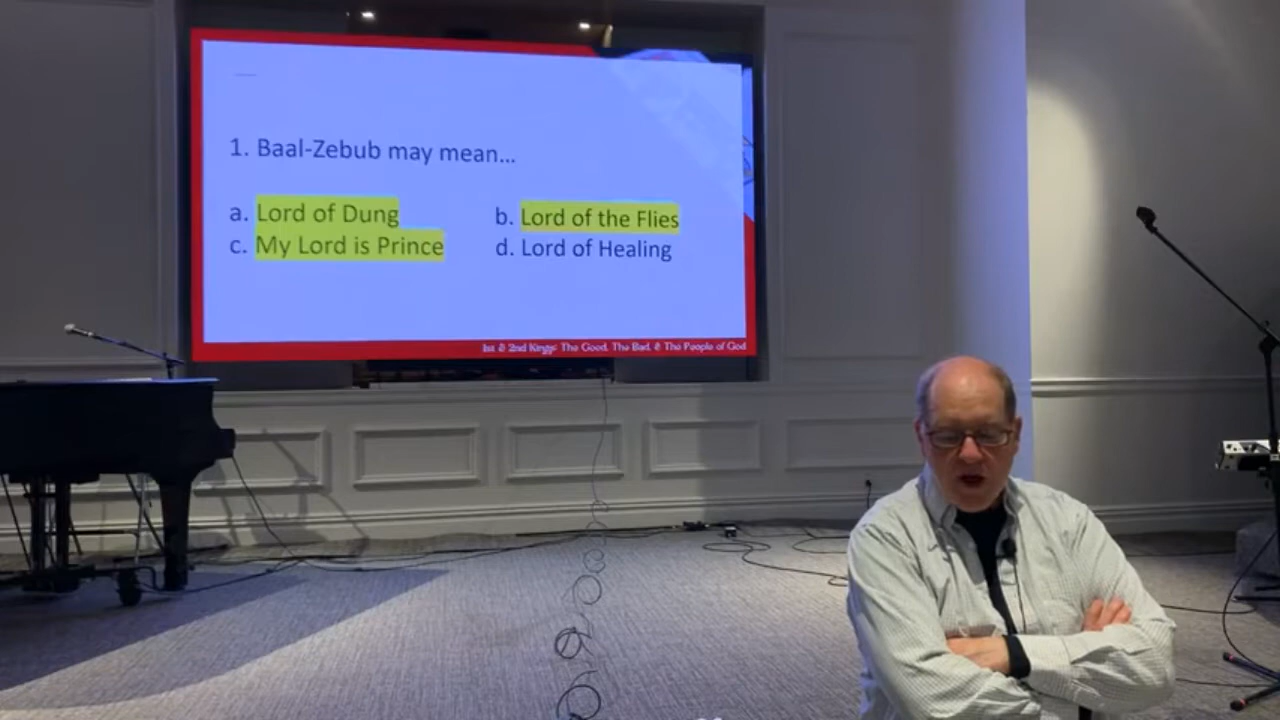 1. Baal-Zebub may mean...
a. Lord of Dung b. Lord of the Flies
c. My Lord is Prince d. Lord of Healing
1st & 2nd Kings: The Good, The Bad, & The People of God